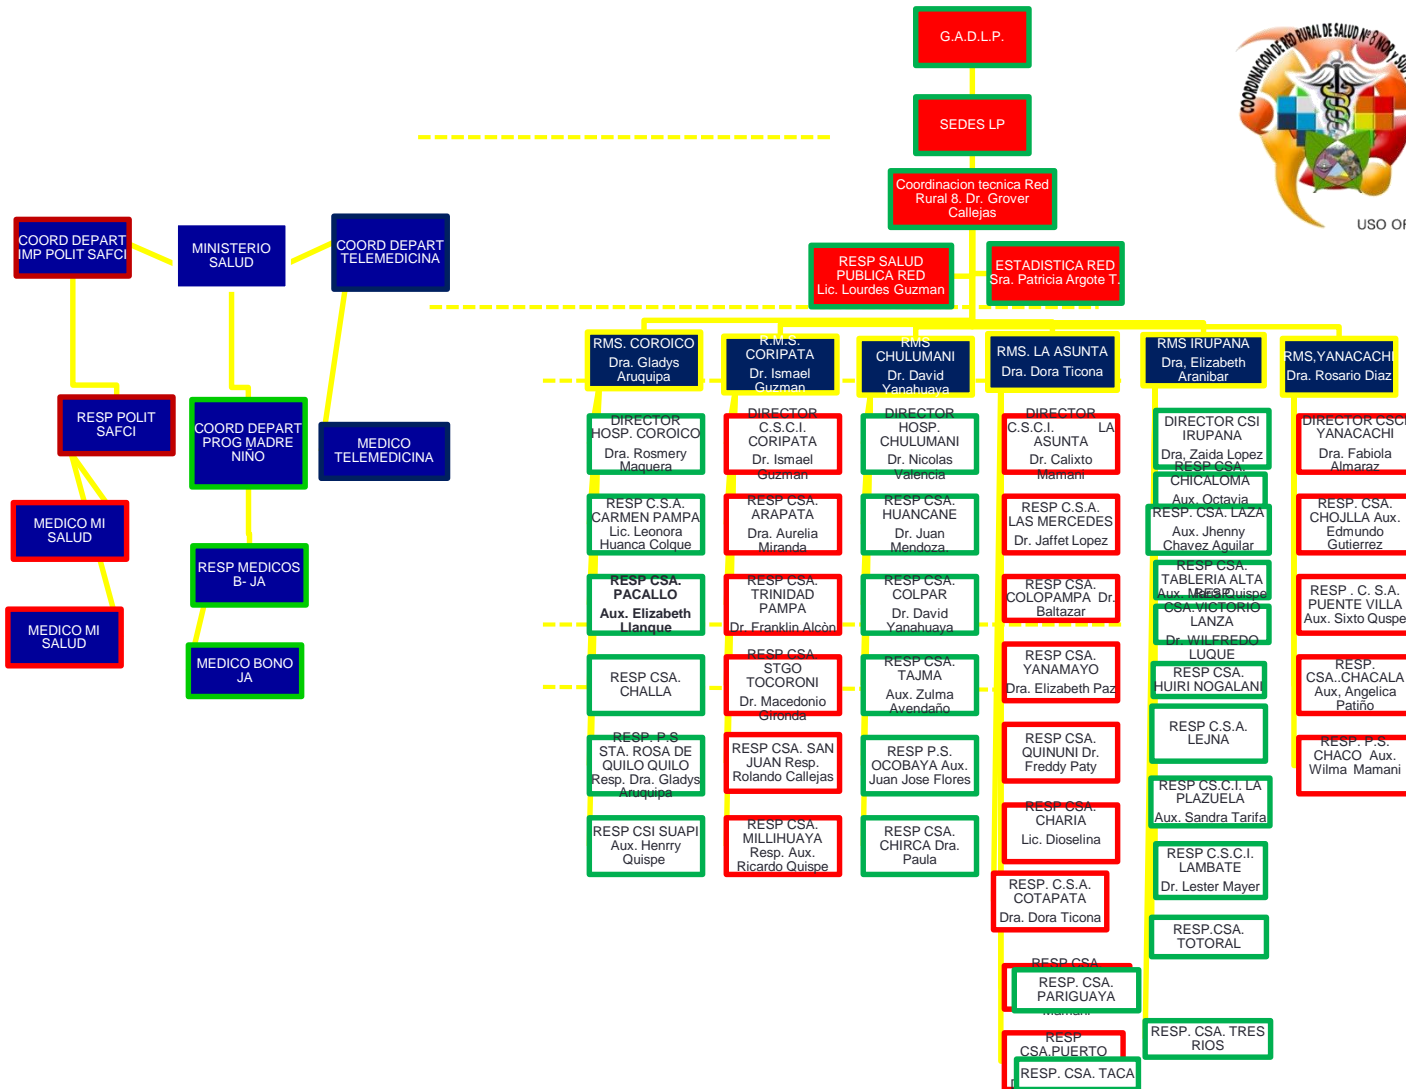 G.A.D.L.P.
COORDINACION DE RED RURAL DE SALUD Nº 8 NOR y SUD
SEDES LP
USO OF
Coordinacion tecnica Red
Rural 8. Dr. Grover
Callejas
RESP SALUD
PUBLICA RED
Lic. Lourdes Guzman
ESTADISTICA RED
Sra. Patricia Argote T.
COORD DEPART
IMP POLIT SAFCI
MINISTERIO
SALUD
COORD DEPART
TELEMEDICINA
RESP POLIT
SAFCI
COORD DEPART
PROG MADRE
NIÑO
MEDICO
TELEMEDICINA
MEDICO MI
SALUD
RESP MEDICOS
B- JA
MEDICO MI
SALUD
MEDICO BONO
JA
RMS. COROICO
Dra. Gladys
Aruquipa
DIRECTOR
HOSP. COROICO
Dra. Rosmery
Maquera
RESP C.S.A.
CARMEN PAMPA
Lic. Leonora
Huanca Colque
RESP CSA.
PACALLO
Aux. Elizabeth
Llanque
RESP CSA.
CHALLA
RESP. P.S
STA. ROSA DE
QUILO QUILO
Resp. Dra. Gladys
Aruquipa
RESP CSI SUAPI
Aux. Henrry
Quispe
R.M.S.
CORIPATA
Dr. Ismael
Guzman
DIRECTOR
C.S.C.I.
CORIPATA
Dr. Ismael
Guzman
RESP CSA.
ARAPATA
Dra. Aurelia
Miranda
RESP CSA.
TRINIDAD
PAMPA
Dr. Franklin Alcòn
RESP CSA.
STGO
TOCORONI
Dr. Macedonio
Gironda
RESP CSA. SAN
JUAN Resp.
Rolando Callejas
RESP CSA.
MILLIHUAYA
Resp. Aux.
Ricardo Quispe
RMS
CHULUMANI
Dr. David
Yanahuaya
DIRECTOR
HOSP.
CHULUMANI
Dr. Nicolas
Valencia
RESP CSA.
HUANCANE
Dr. Juan
Mendoza.
RESP CSA.
COLPAR
Dr. David
Yanahuaya
RESP CSA.
TAJMA
Aux. Zulma
Avendaño
RESP P.S.
OCOBAYA Aux.
Juan Jose Flores
RESP CSA.
CHIRCA Dra.
Paula
RMS. LA ASUNTA
Dra. Dora Ticona
DIRECTOR
C.S.C.I. LA
ASUNTA
Dr. Calixto
Mamani
RESP C.S.A.
LAS MERCEDES
Dr. Jaffet Lopez
RESP CSA.
COLOPAMPA Dr.
Baltazar
RESP CSA.
YANAMAYO
Dra. Elizabeth Paz
RESP CSA.
QUINUNI Dr.
Freddy Paty
RESP CSA.
CHARIA
Lic. Dioselina
RESP. C.S.A.
COTAPATA
Dra. Dora Ticona
RESP CSA.
RESP. CSA.
PARIGUAYA
Mamani
RESP
CSA.PUERTO
RESP. CSA. TACA
RMS IRUPANA
Dra, Elizabeth
Aranibar
DIRECTOR CSI
IRUPANA
Dra, Zaida Lopez
RESP CSA.
CHICALOMA
Aux. Octavia
RESP. CSA. LAZA
Aux. Jhenny
Chavez Aguilar
RESP CSA.
TABLERIA ALTA
Aux. Maria Quispe
RESP.
CSA.VICTORIO
LANZA
Dr. WILFREDO
LUQUE
RESP CSA.
HUIRI NOGALANI
RESP C.S.A.
LEJNA
RESP CS.C.I. LA
PLAZUELA
Aux. Sandra Tarifa
RESP C.S.C.I.
LAMBATE
Dr. Lester Mayer
RESP.CSA.
TOTORAL
RESP. CSA. TRES
RIOS
RMS,YANACACHI
Dra. Rosario Diaz
DIRECTOR CSCI
YANACACHI
Dra. Fabiola
Almaraz
RESP. CSA.
CHOJLLA Aux.
Edmundo
Gutierrez
RESP . C. S.A.
PUENTE VILLA
Aux. Sixto Quspe
RESP.
CSA..CHACALA
Aux, Angelica
Patiño
RESP. P.S.
CHACO Aux.
Wilma Mamani